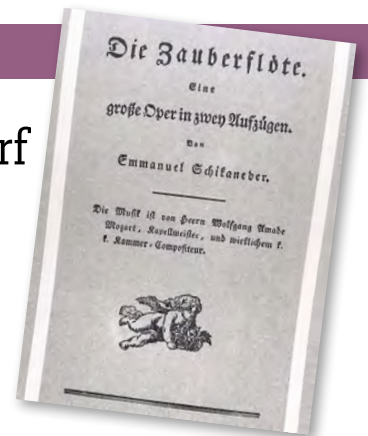 rf
Die Zauberflöte.
Eine
große Oper in zwey Aufzügen.
Von
Emmanuel Schikaneder.
Die Musik ist von Herrn Wolfgang Amade
Mozart, Kapellmeister, und wirklichem k.
k. Kammer-Compositeur.